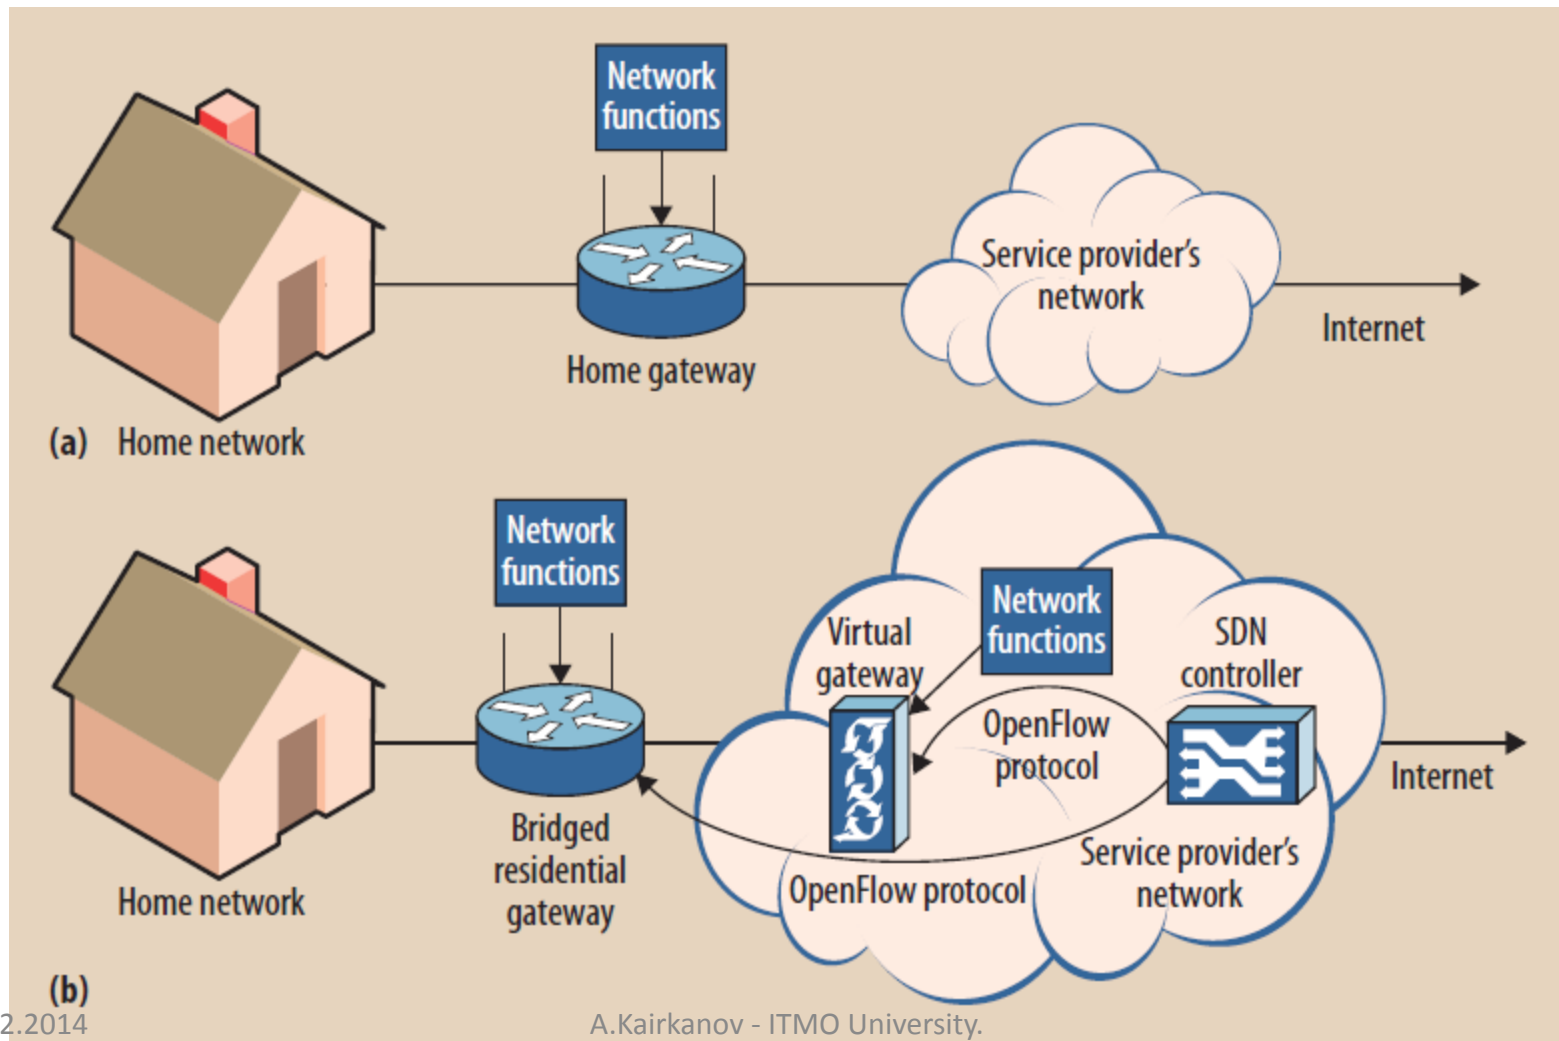 Network
functions
Service provider's
network
Internet
Home gateway
(a) Home network
Network
functions
Network
functions
Virtual
gateway
SDN
controller
OpenFlow
protocol
Internet
Bridged
residential
gateway
Service provider's
network
OpenFlow protocol
Home network
(b)
2.2014
A.Kairkanov - ITMO University.